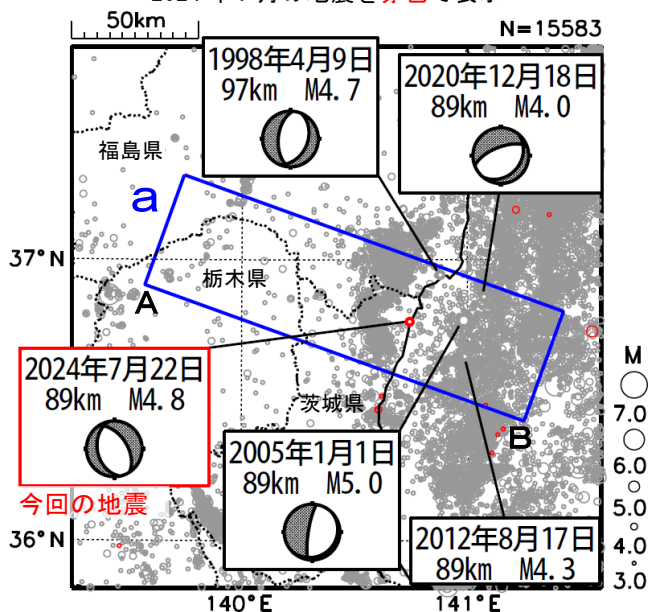 50km
N=15583
1998年4月9日
97km M4.7
2020年12月18日
89km M4.0
福島県
a
37°N
栃木県
A
2024年7月22日
89km M4.8
今回の地震
茨城県
B
2005年1月1日
89km M5.0
2012年8月17日
89km M4.3
M
7.0
6.0
5.0
4.0
3.0
36°N
140°E
141°E